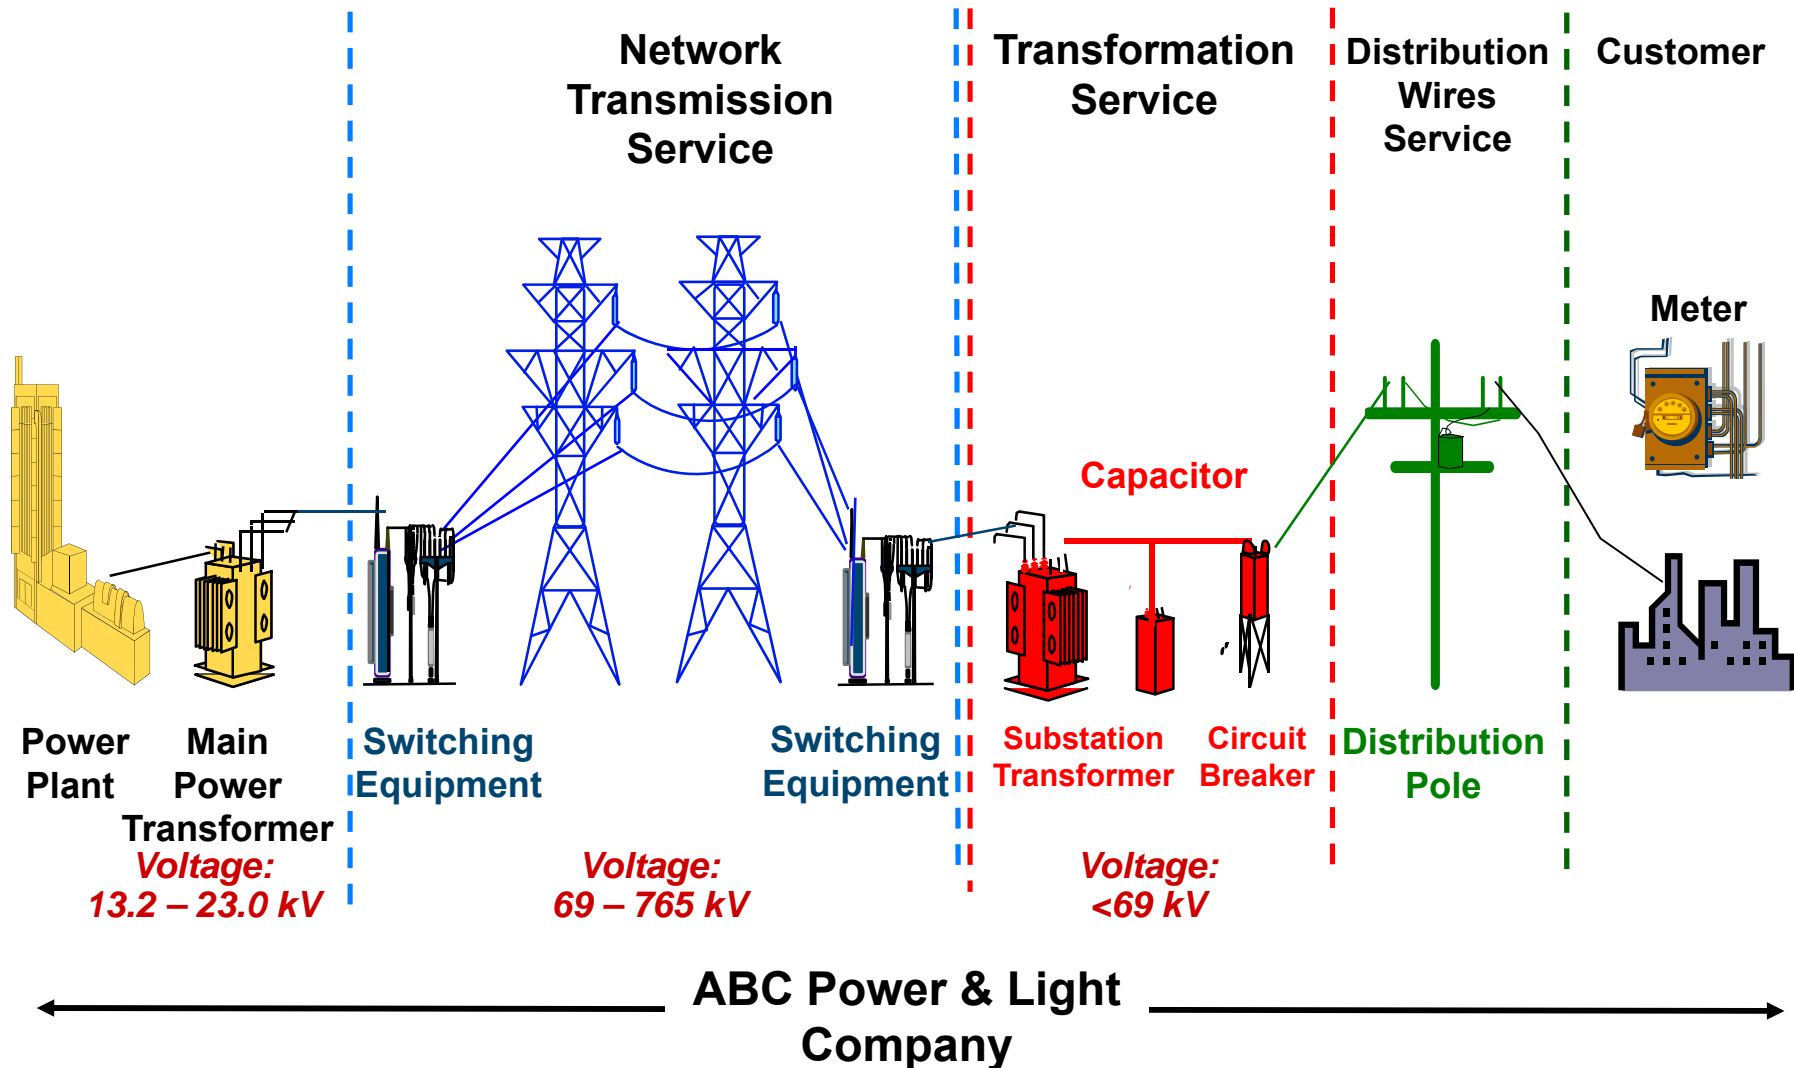 Network
Transmission
Service
Transformation
Service
Distribution
Wires
Service
Customer
Meter
Capacitor
Power
Plant
Main
Power
Transformer
Switching
Equipment
Switching
Equipment
Substation
Transformer
Circuit
Breaker
Distribution
Pole
Voltage:
13.2 – 23.0 kV
Voltage:
69 – 765 kV
Voltage:
<69 kV
ABC Power & Light
Company